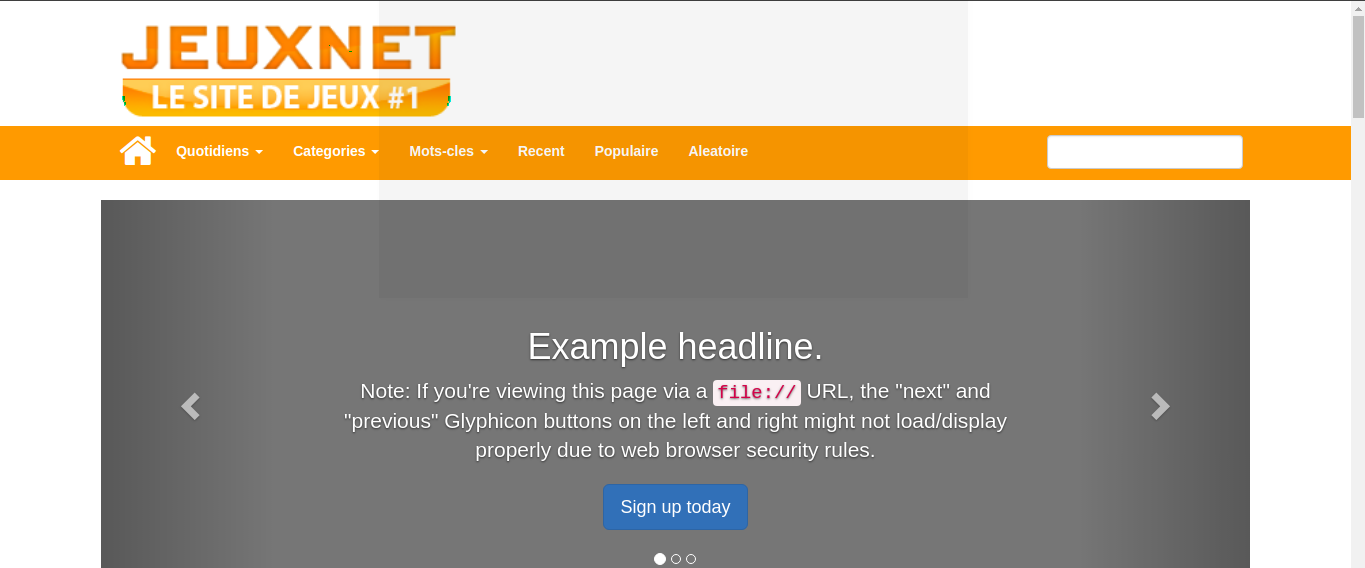 JEUXNET
LE SITE DE JEUX #1
Quotidiens Categories Mots-cles Recent Populaire Aleatoire
Example headline.
Note: If you're viewing this page via a file:// URL, the "next" and
"previous" Glyphicon buttons on the left and right might not load/display
properly due to web browser security rules.
Sign up today